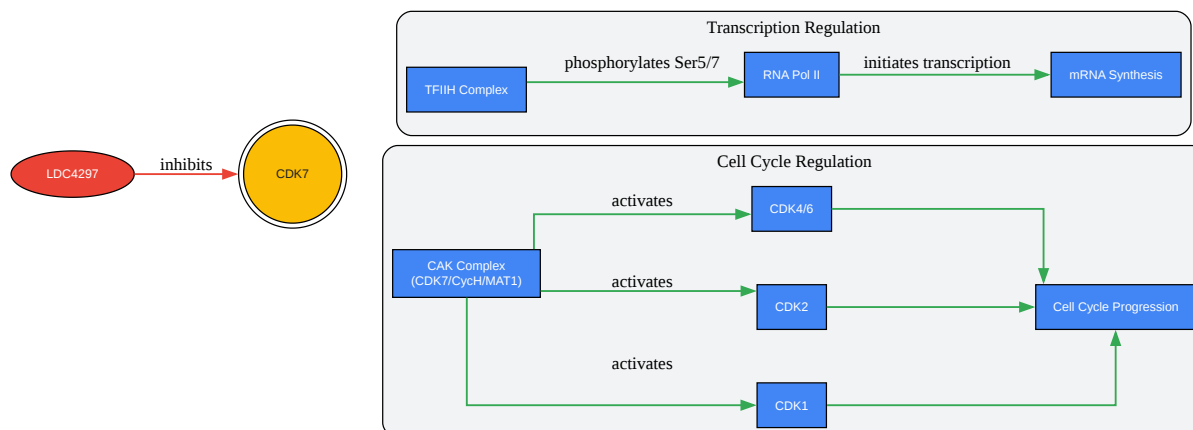 Transcription Regulation
phosphorylates Ser5/7
initiates transcription
TFIIH Complex
RNA Pol II
mRNA Synthesis
LDC4297
inhibits
CDK7
Cell Cycle Regulation
activates
CDK4/6
CAK Complex
(CDK7/CycH/MAT1)
activates
CDK2
Cell Cycle Progression
activates
CDK1